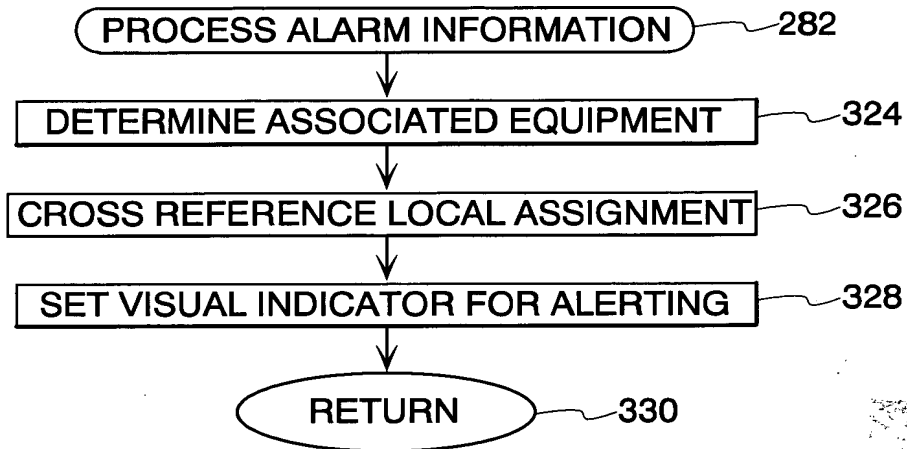 PROCESS ALARM INFORMATION 282
DETERMINE ASSOCIATED EQUIPMENT 324
CROSS REFERENCE LOCAL ASSIGNMENT 326
SET VISUAL INDICATOR FOR ALERTING 328
RETURN 330